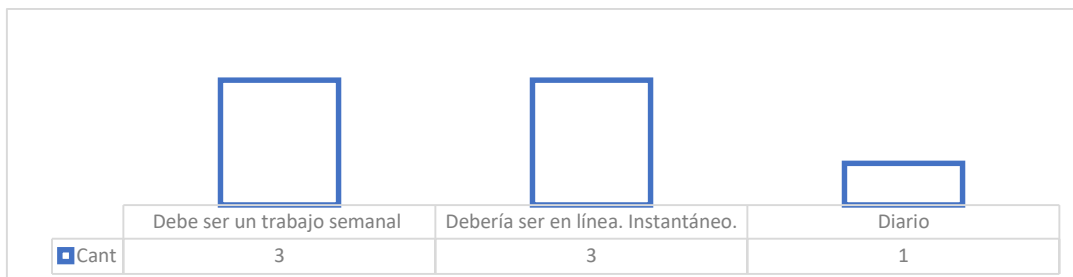 Debe ser un trabajo semanal Debería ser en línea. Instantáneo. Diario
Cant 3 3 1